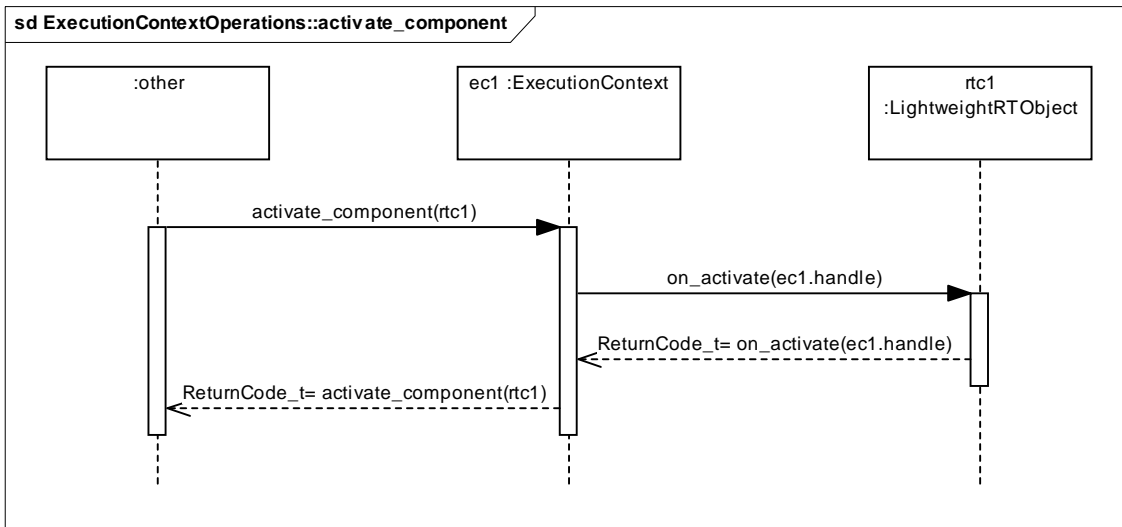 sd ExecutionContextOperations::activate_component
:other
ec1 :ExecutionContext
rtc1
:LightweightRTObject
activate_component(rtc1)
on_activate(ec1.handle)
ReturnCode_t= on_activate(ec1.handle)
ReturnCode_t= activate_component(rtc1)